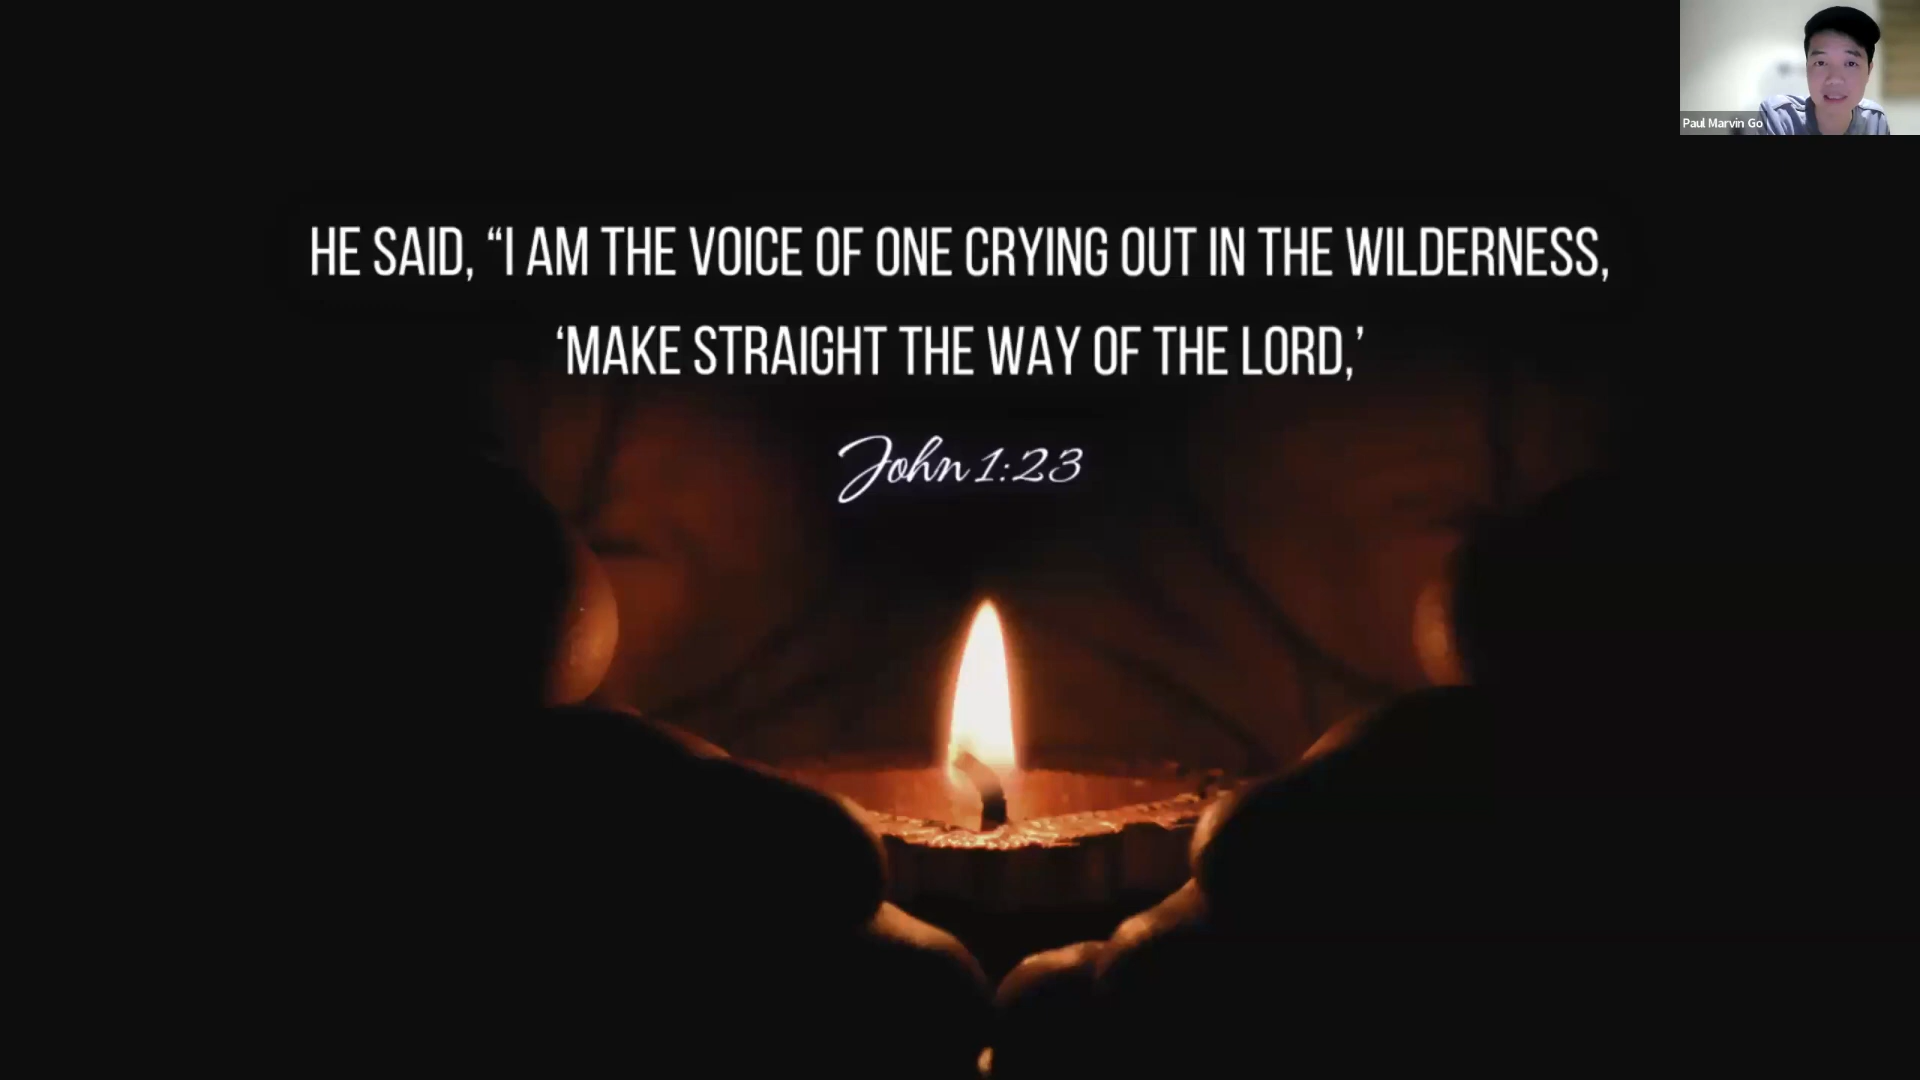 Paul Marvin Go
HE SAID, “I AM THE VOICE OF ONE CRYING OUT IN THE WILDERNESS,
‘MAKE STRAIGHT THE WAY OF THE LORD,’
John 1:23